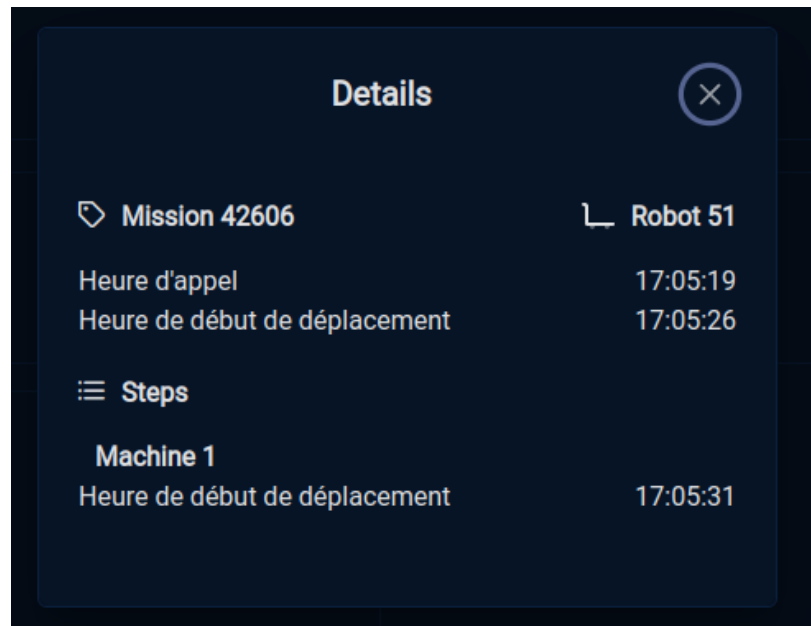 Details
Mission 42606 Robot 51
Heure d'appel 17:05:19
Heure de début de déplacement 17:05:26
Steps
Machine 1
Heure de début de déplacement 17:05:31